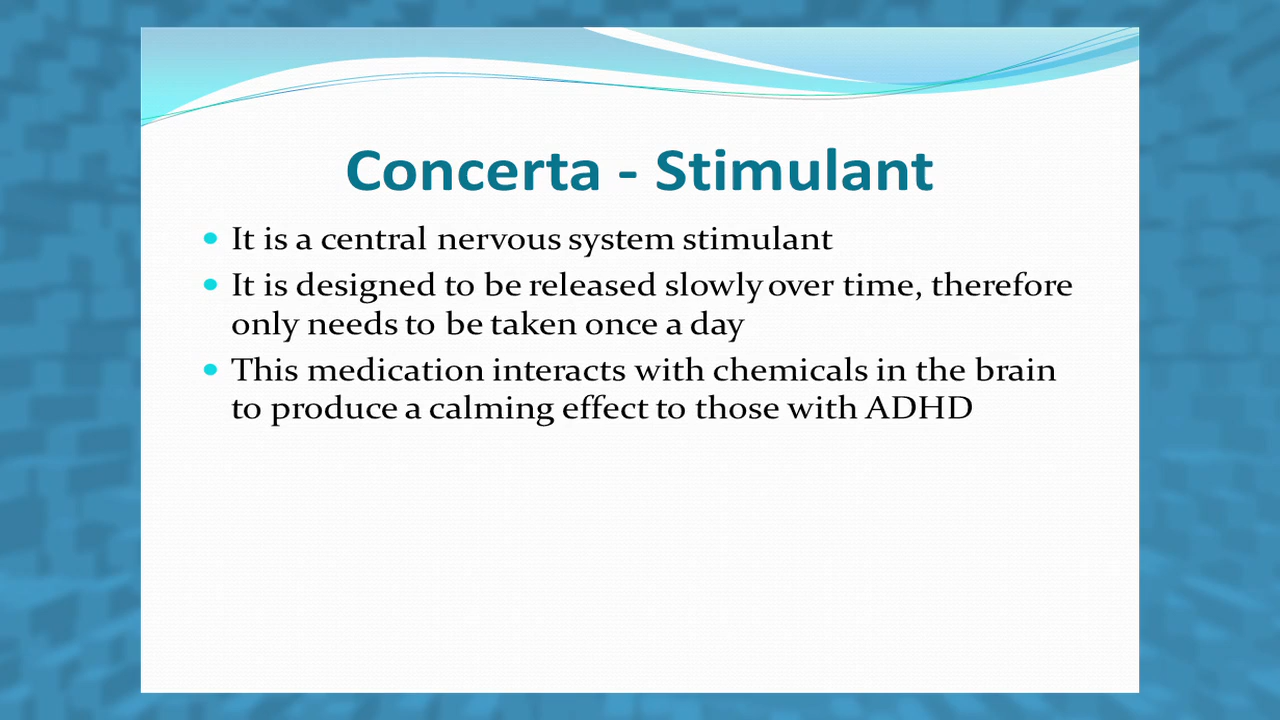 Concerta - Stimulant
It is a central nervous system stimulant
It is designed to be released slowly over time, therefore
only needs to be taken once a day
This medication interacts with chemicals in the brain
to produce a calming effect to those with ADHD